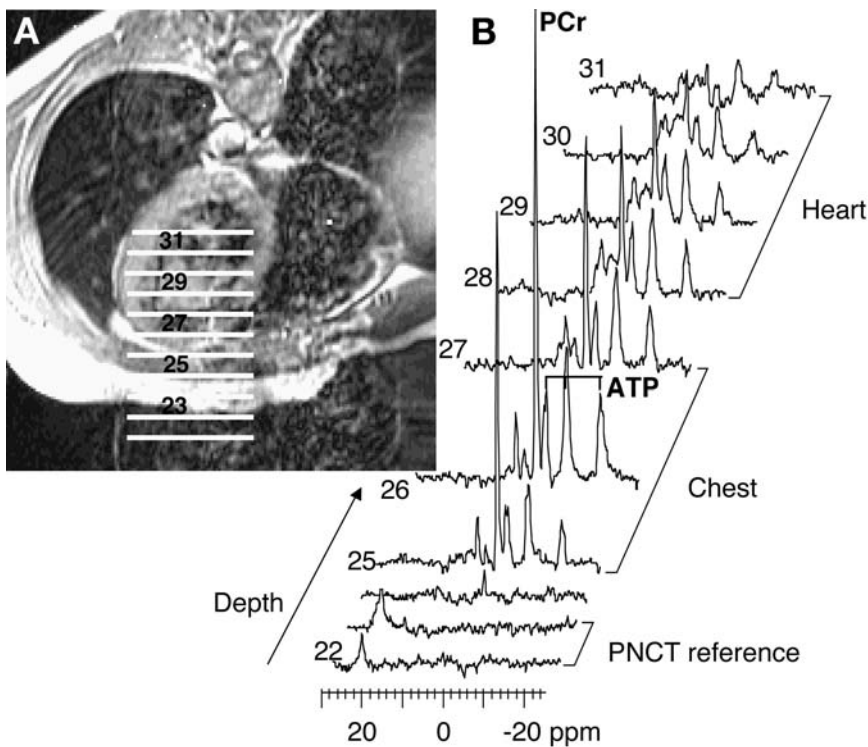 A
31
29
27
25
23
B
PCr
31
30
29
28
27
ATP
26
25
22
Heart
Chest
PNCT reference
Depth
20 0 -20 ppm